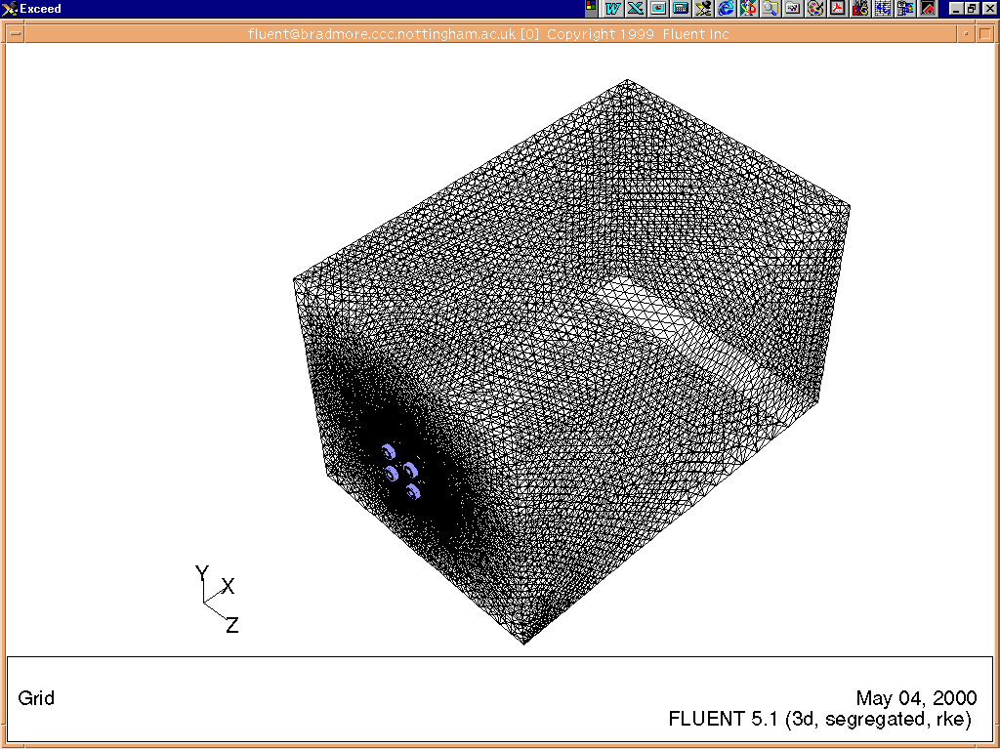 Exceed
fluent@bradmore.ccc.nottingham.ac.uk [0] Copyright 1999 Fluent Inc
Y
X
Z
Grid
May 04, 2000
FLUENT 5.1 (3d, segregated, rke)